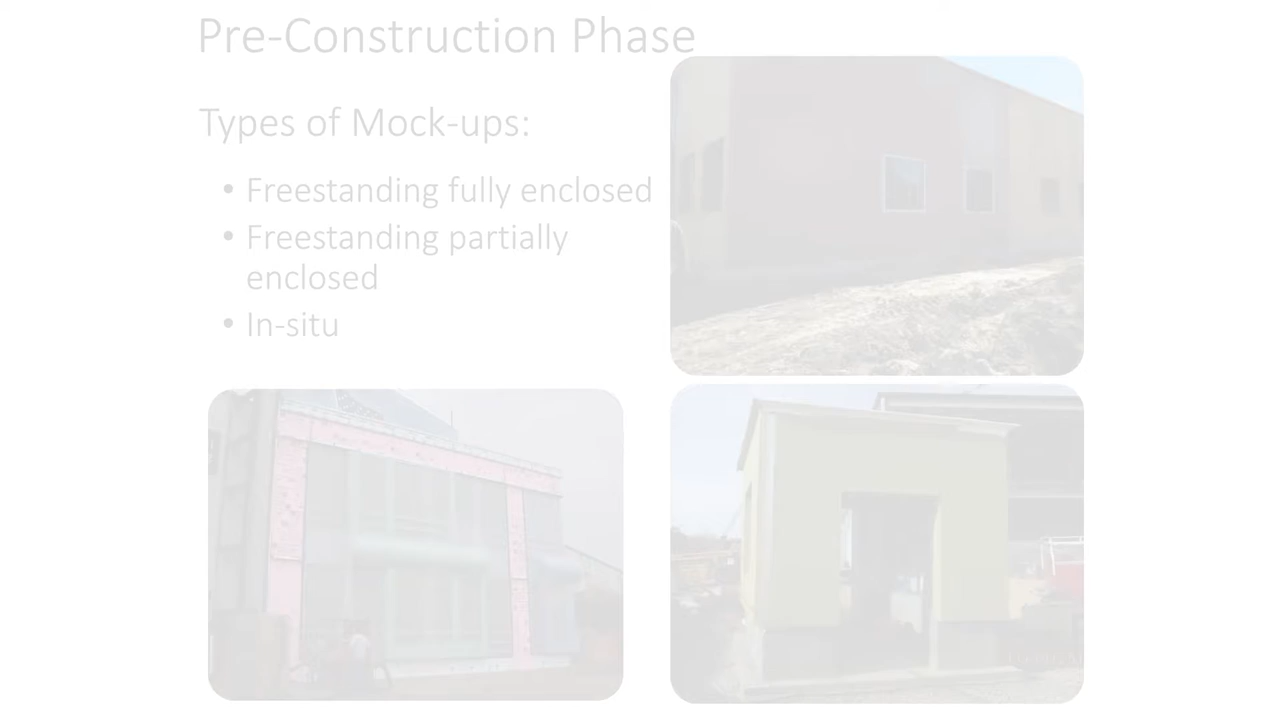 Pre-Construction Phase
Types of Mock-ups:
• Freestanding fully enclosed
• Freestanding partially
enclosed
• In-situ